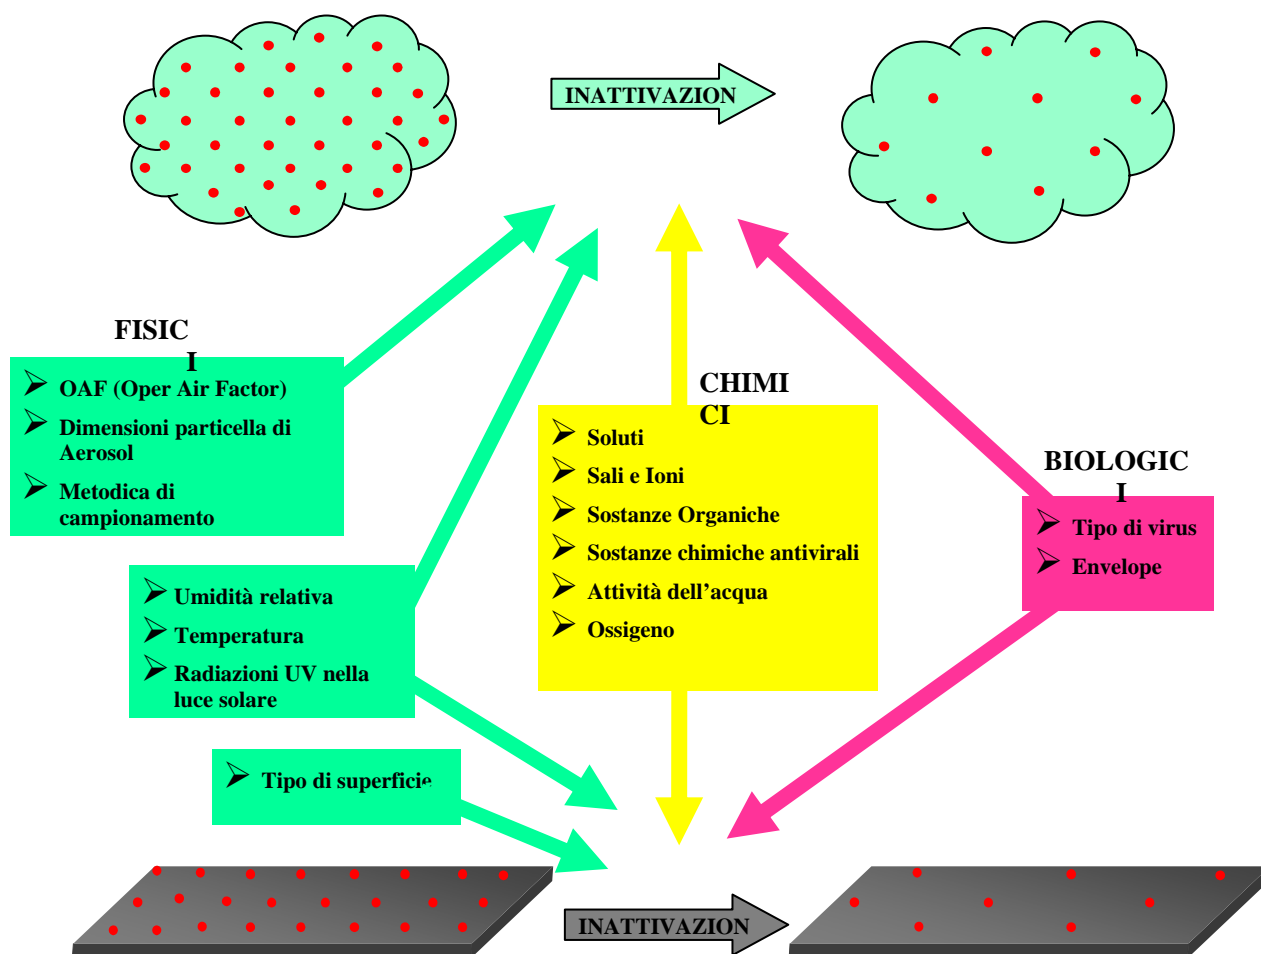 INATTIVAZION
FISIC
I
OAF (Oper Air Factor)
Dimensioni particella di
Aerosol
Metodica di
campionamento
CHIMI
CI
Soluti
Sali e Ioni
Sostanze Organiche
Sostanze chimiche antivirali
Attività dell’acqua
Ossigeno
BIOLOGIC
I
Tipo di virus
Envelope
Umidità relativa
Temperatura
Radiazioni UV nella
luce solare
Tipo di superficie
INATTIVAZION